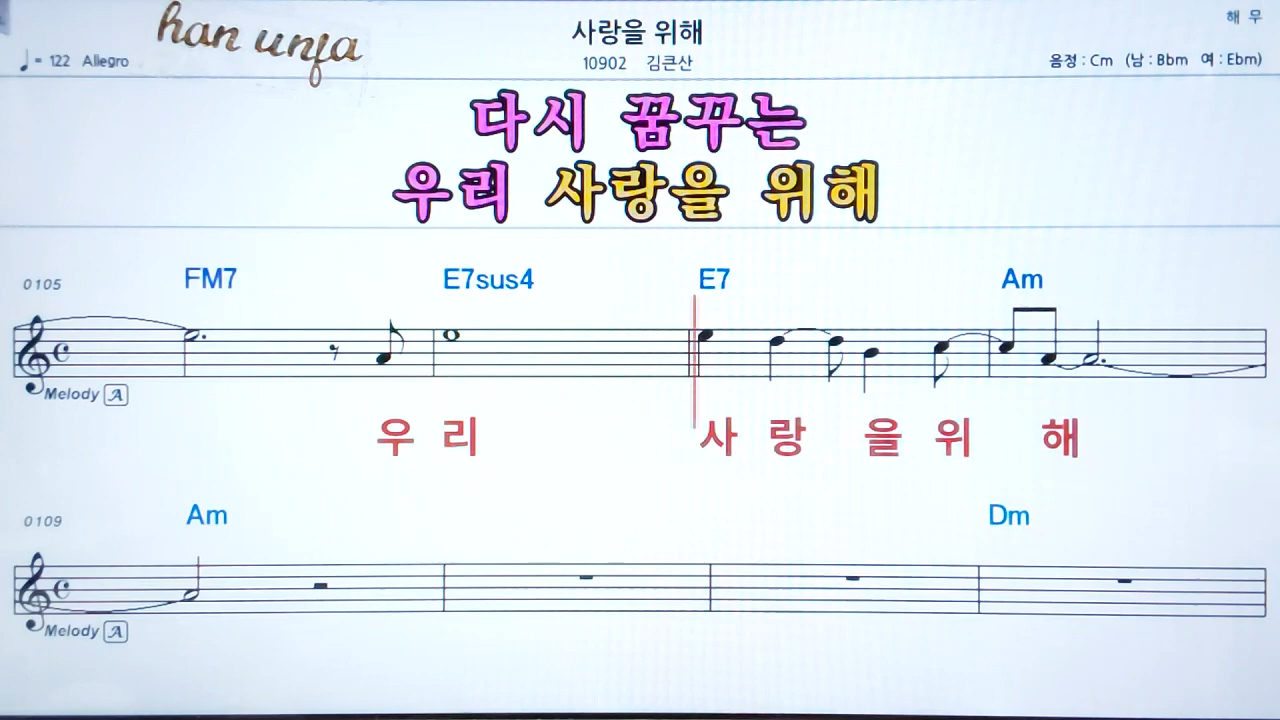 han unfa
사랑을 위해
해 무
♩= 122 Allegro
10902 김큰산
음정 : Cm (남 : Bbm 여 : Ebm)
다시 꿈꾸는
우리 사랑을 위해
0105 FM7 E7sus4 E7 Am
Melody A
우 리 사 랑 을 위 해
0109 Am Dm
Melody A